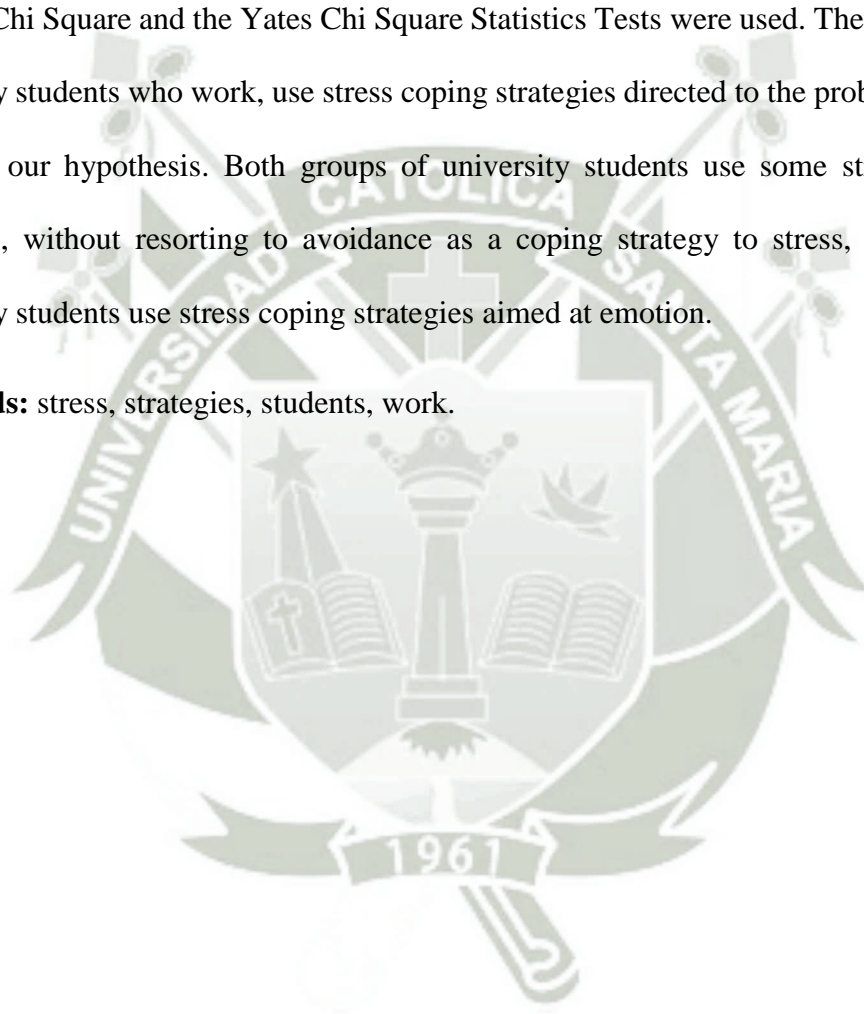 Chi Square and the Yates Chi Square Statistics Tests were used. The
y students who work, use stress coping strategies directed to the prob
our hypothesis. Both groups of university students use some st
, without resorting to avoidance as a coping strategy to stress,
y students use stress coping strategies aimed at emotion.
ds: stress, strategies, students, work.
UNIVERSIDAD CATOLICA SANTA MARIA
1961